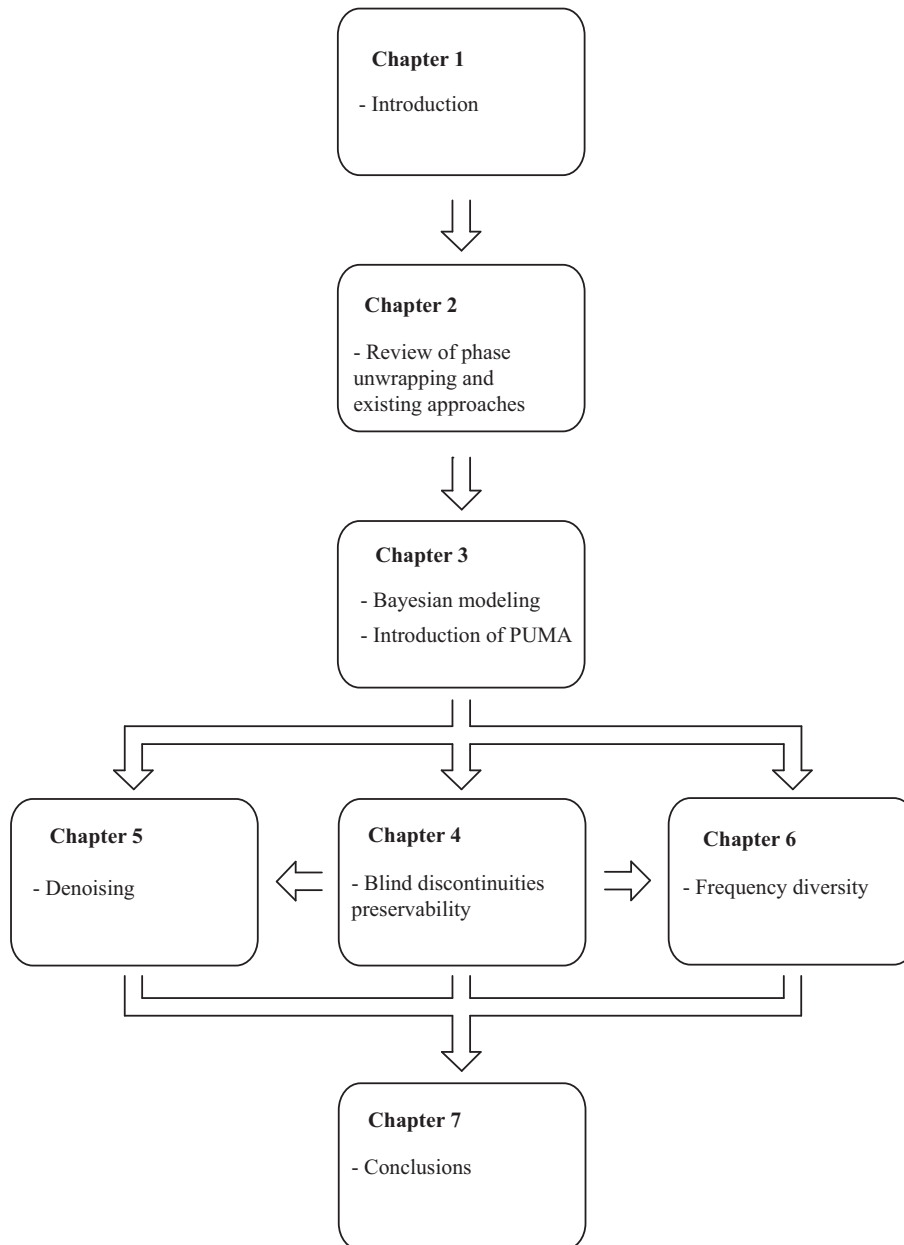 Chapter 1
- Introduction
Chapter 2
- Review of phase
unwrapping and
existing approaches
Chapter 3
- Bayesian modeling
- Introduction of PUMA
Chapter 5
- Denoising
Chapter 4
- Blind discontinuities
preservability
Chapter 6
- Frequency diversity
Chapter 7
- Conclusions